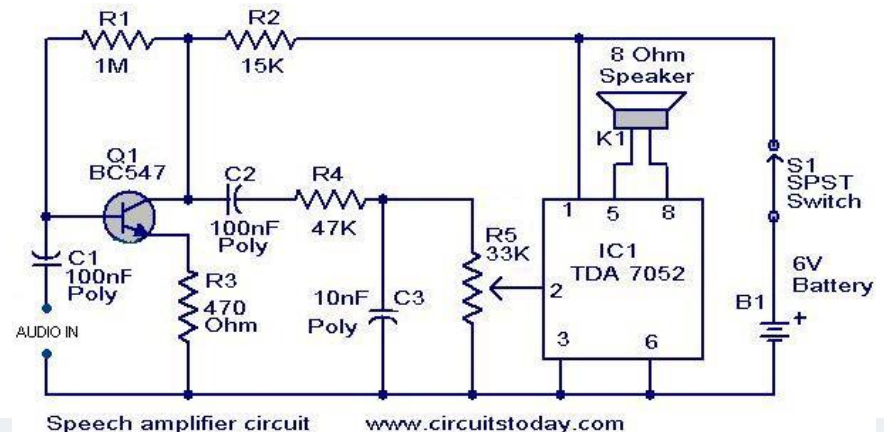 R1
1M
R2
15K
8 Ohm
Speaker
K1
Q1
BC547
C2
100nF
Poly
R4
47K
S1
SPST
Switch
1
5
8
C1
100nF
Poly
R5
33K
IC1
TDA 7052
2
6V
Battery
R3
470
Ohm
10nF
Poly
C3
B1
+
AUDIO IN
3
6
Speech amplifier circuit
www.circuitstoday.com